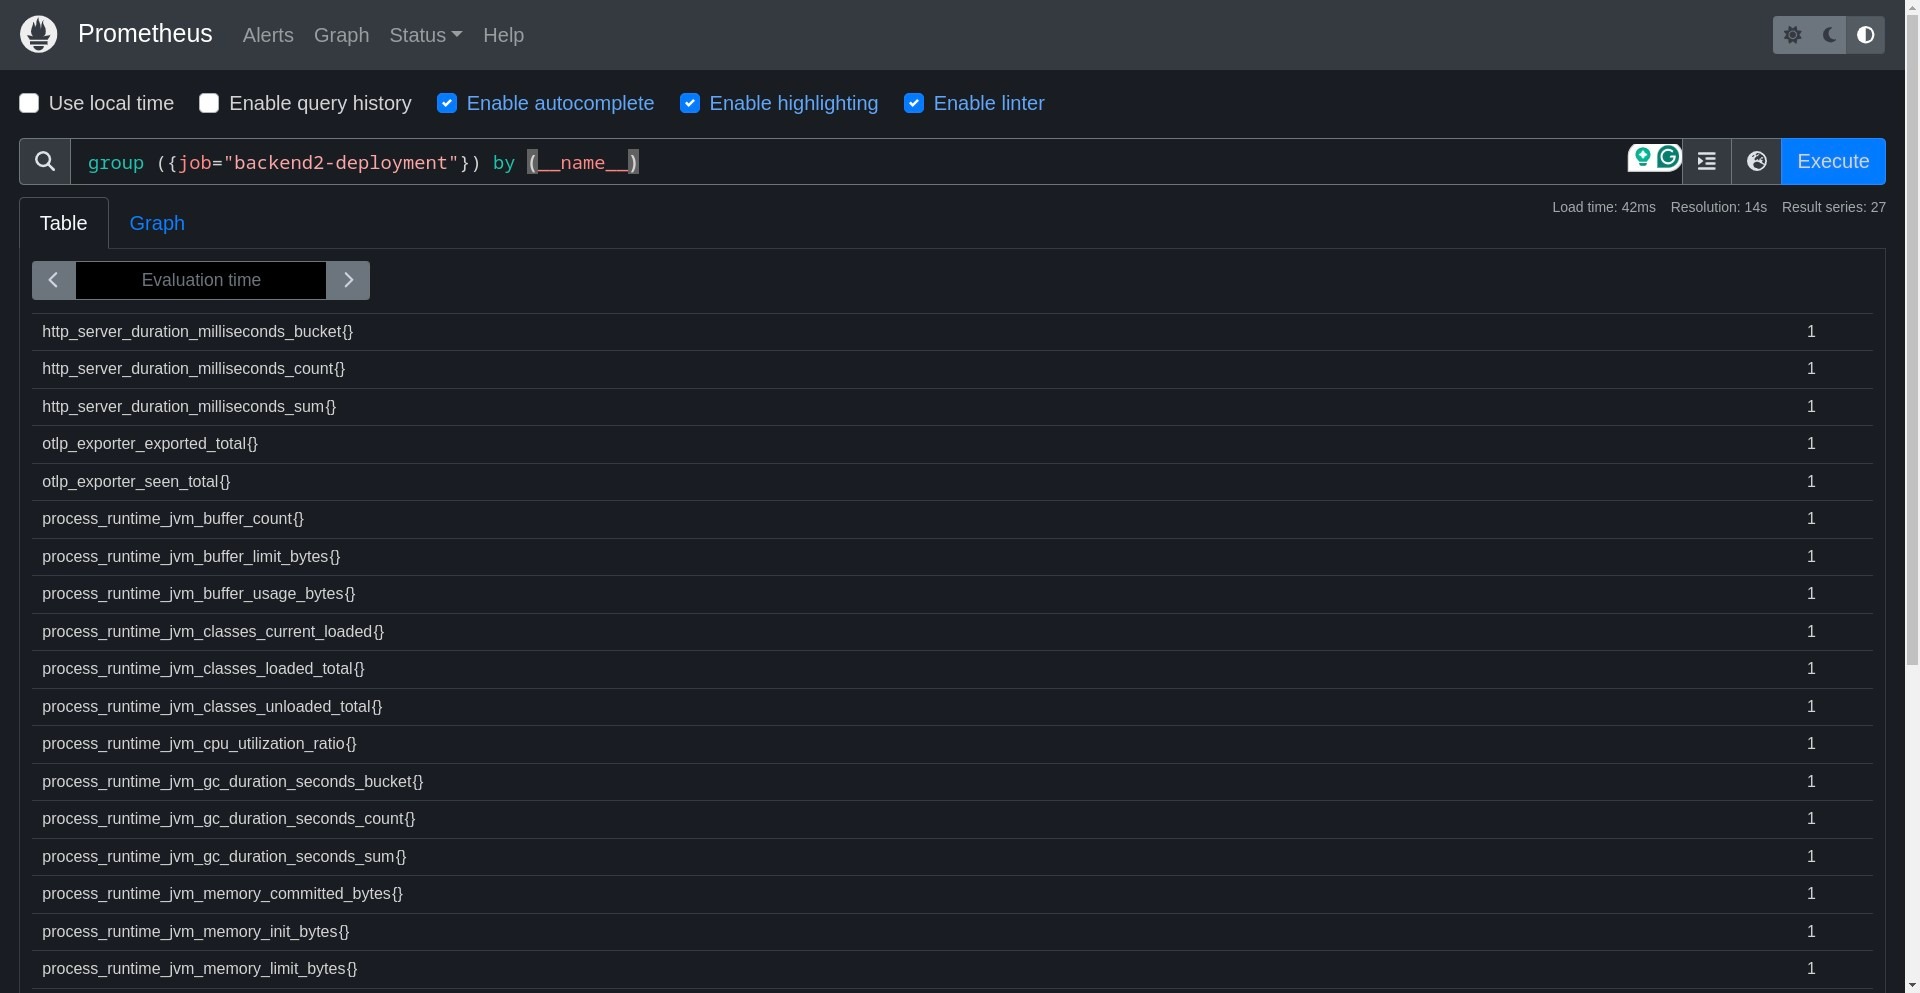 Prometheus Alerts Graph Status Help
Use local time Enable query history Enable autocomplete Enable highlighting Enable linter
group ({job="backend2-deployment"}) by (__name__) Execute
Table Graph Load time: 42ms Resolution: 14s Result series: 27
Evaluation time
http_server_duration_milliseconds_bucket{} 1
http_server_duration_milliseconds_count{} 1
http_server_duration_milliseconds_sum{} 1
otlp_exporter_exported_total{} 1
otlp_exporter_seen_total{} 1
process_runtime_jvm_buffer_count{} 1
process_runtime_jvm_buffer_limit_bytes{} 1
process_runtime_jvm_buffer_usage_bytes{} 1
process_runtime_jvm_classes_current_loaded{} 1
process_runtime_jvm_classes_loaded_total{} 1
process_runtime_jvm_classes_unloaded_total{} 1
process_runtime_jvm_cpu_utilization_ratio{} 1
process_runtime_jvm_gc_duration_seconds_bucket{} 1
process_runtime_jvm_gc_duration_seconds_count{} 1
process_runtime_jvm_gc_duration_seconds_sum{} 1
process_runtime_jvm_memory_committed_bytes{} 1
process_runtime_jvm_memory_init_bytes{} 1
process_runtime_jvm_memory_limit_bytes{} 1